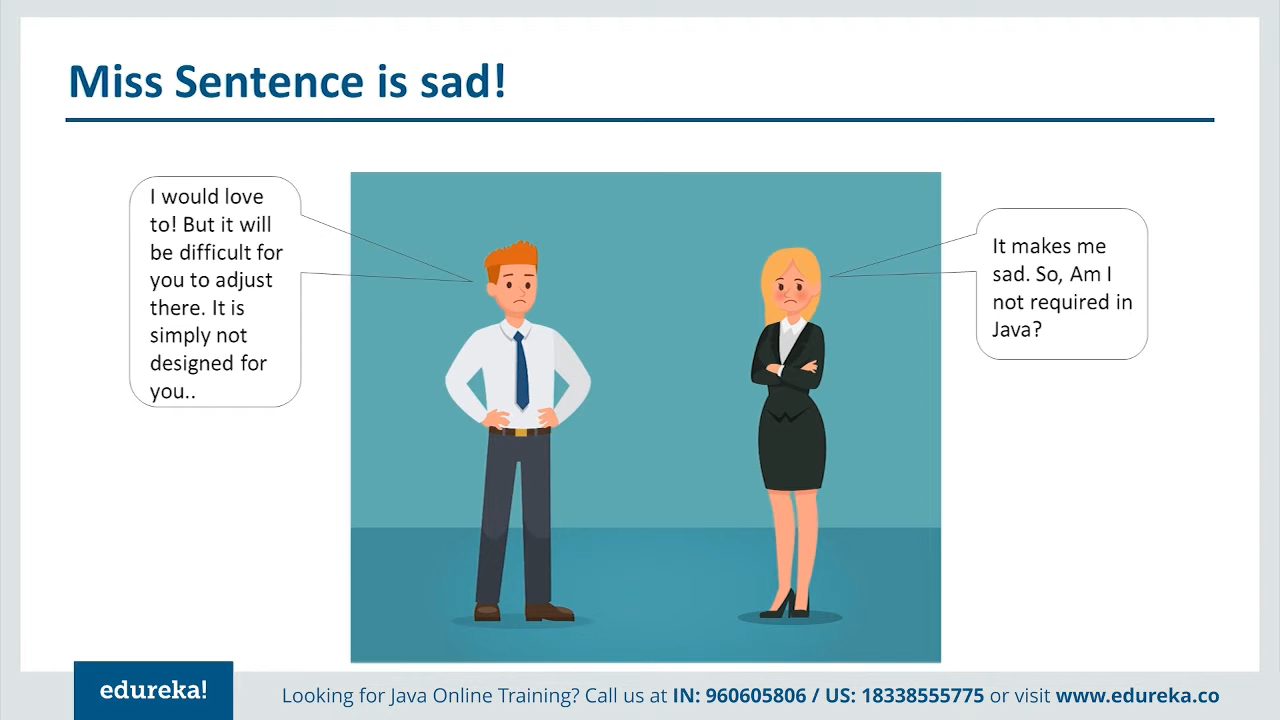 Miss Sentence is sad!
I would love
to! But it will
be difficult for
you to adjust
there. It is
simply not
designed for
you..
It makes me
sad. So, Am I
not required in
Java?
edureka!
Looking for Java Online Training? Call us at IN: 960605806 / US: 18338555775 or visit www.edureka.co